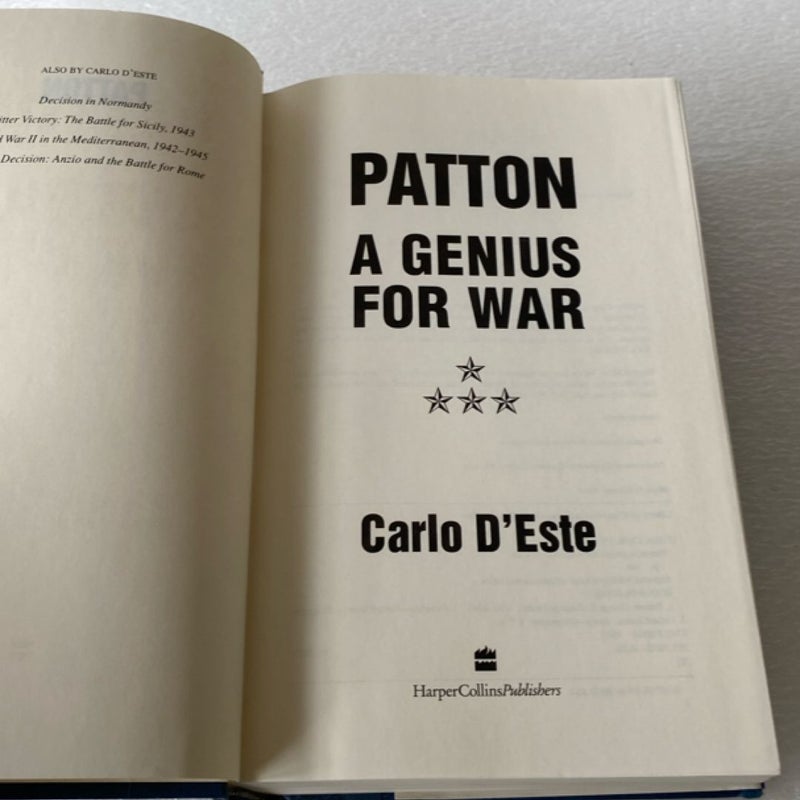 ALSO BY CARLO D'ESTE
Decision in Normandy
Victory: The Battle for Sicily, 1943
War II in the Mediterranean, 1942–1945
Decision: Anzio and the Battle for Rome
PATTON
A GENIUS
FOR WAR
Carlo D'Este
HarperCollinsPublishers